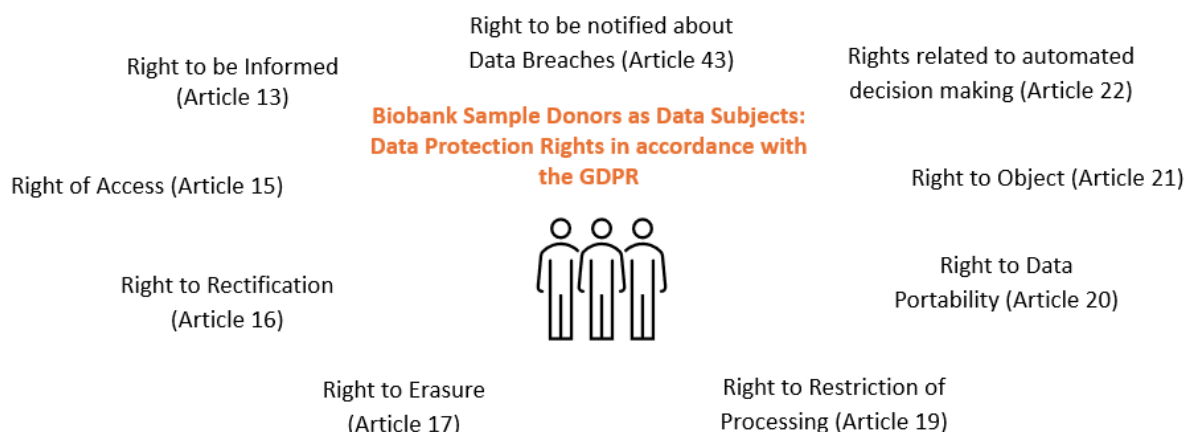 Right to be notified about
Data Breaches (Article 43)
Right to be Informed
(Article 13)
Rights related to automated
decision making (Article 22)
Biobank Sample Donors as Data Subjects:
Data Protection Rights in accordance with
the GDPR
Right of Access (Article 15)
Right to Object (Article 21)
Right to Rectification
(Article 16)
Right to Data
Portability (Article 20)
Right to Erasure
(Article 17)
Right to Restriction of
Processing (Article 19)